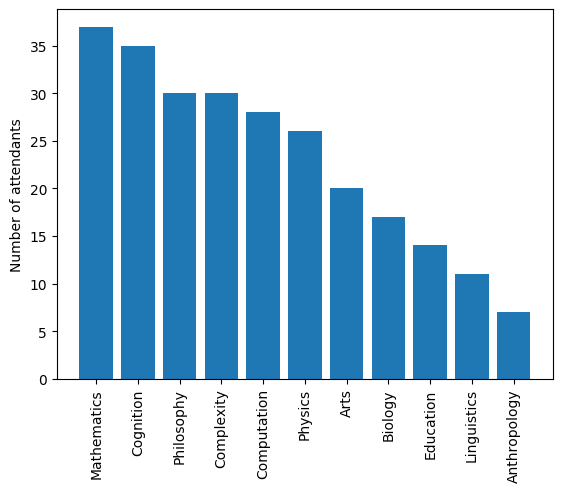 Number of attendants
35
30
25
20
15
10
5
0
Mathematics
Cognition
Philosophy
Complexity
Computation
Physics
Arts
Biology
Education
Linguistics
Anthropology